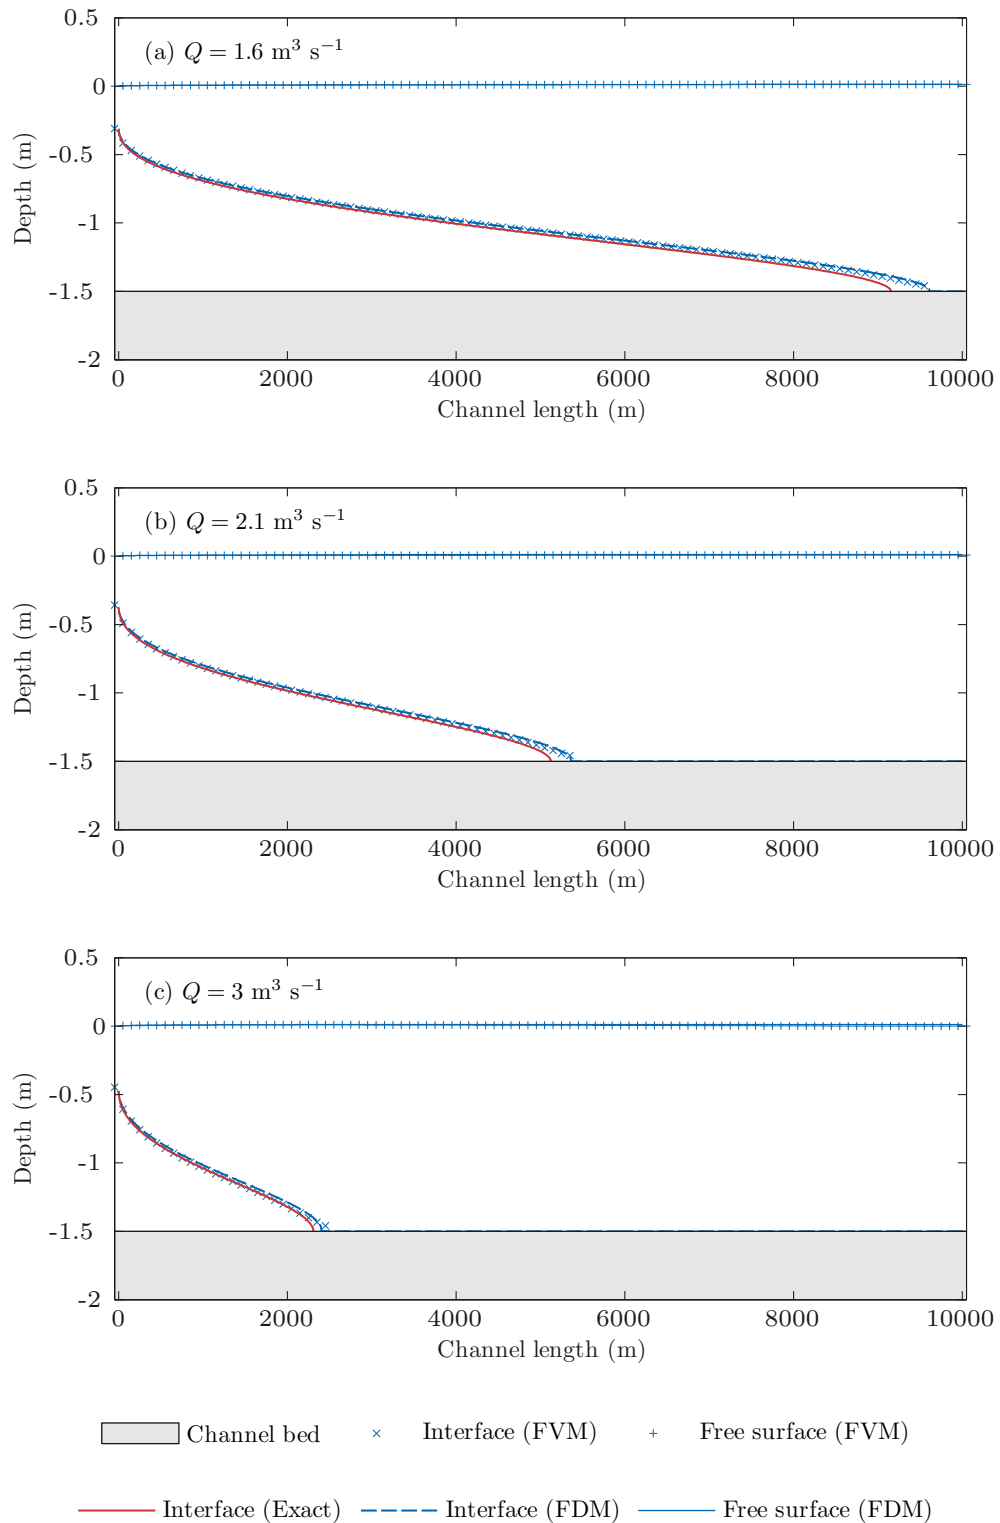 0.5
(a) Q = 1.6 m³ s⁻¹
0
-0.5
Depth (m)
-1
-1.5
-2
0 2000 4000 6000 8000 10000
Channel length (m)
0.5
(b) Q = 2.1 m³ s⁻¹
0
-0.5
Depth (m)
-1
-1.5
-2
0 2000 4000 6000 8000 10000
Channel length (m)
0.5
(c) Q = 3 m³ s⁻¹
0
-0.5
Depth (m)
-1
-1.5
-2
0 2000 4000 6000 8000 10000
Channel length (m)
Channel bed Interface (FVM) Free surface (FVM)
Interface (Exact) Interface (FDM) Free surface (FDM)